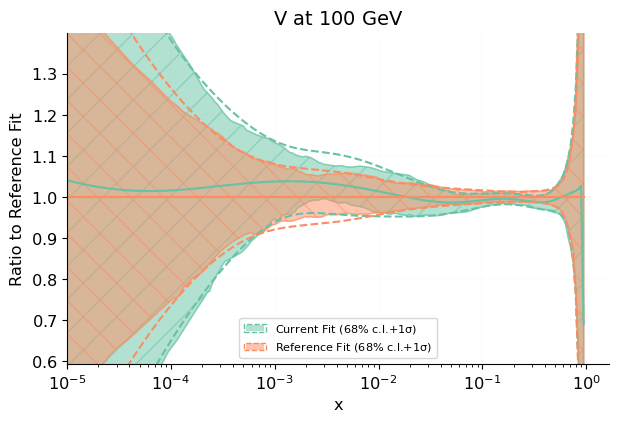 V at 100 GeV
Ratio to Reference Fit
1.3
1.2
1.1
1.0
0.9
0.8
0.7
0.6
Current Fit (68% c.l.+1σ)
Reference Fit (68% c.l.+1σ)
10⁻⁵ 10⁻⁴ 10⁻³ 10⁻² 10⁻¹ 10⁰
x